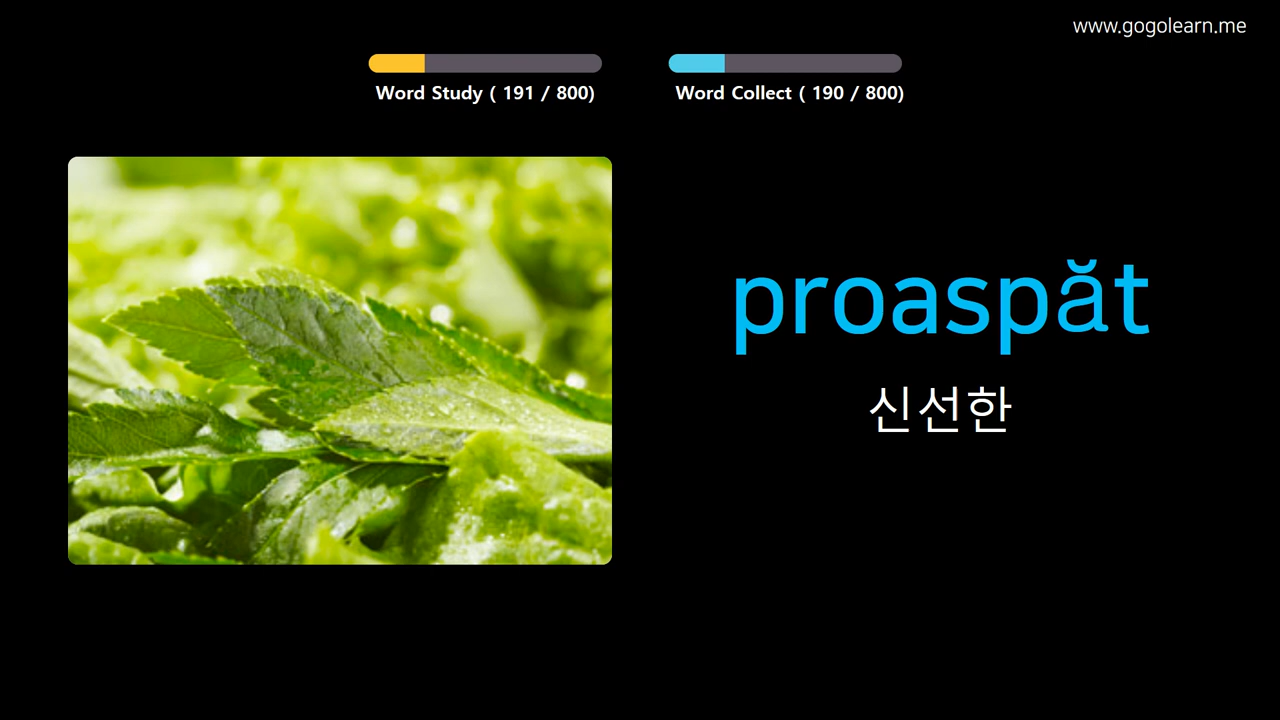 www.gogolearn.me
Word Study ( 191 / 800)
Word Collect ( 190 / 800)
proaspăt
신선한